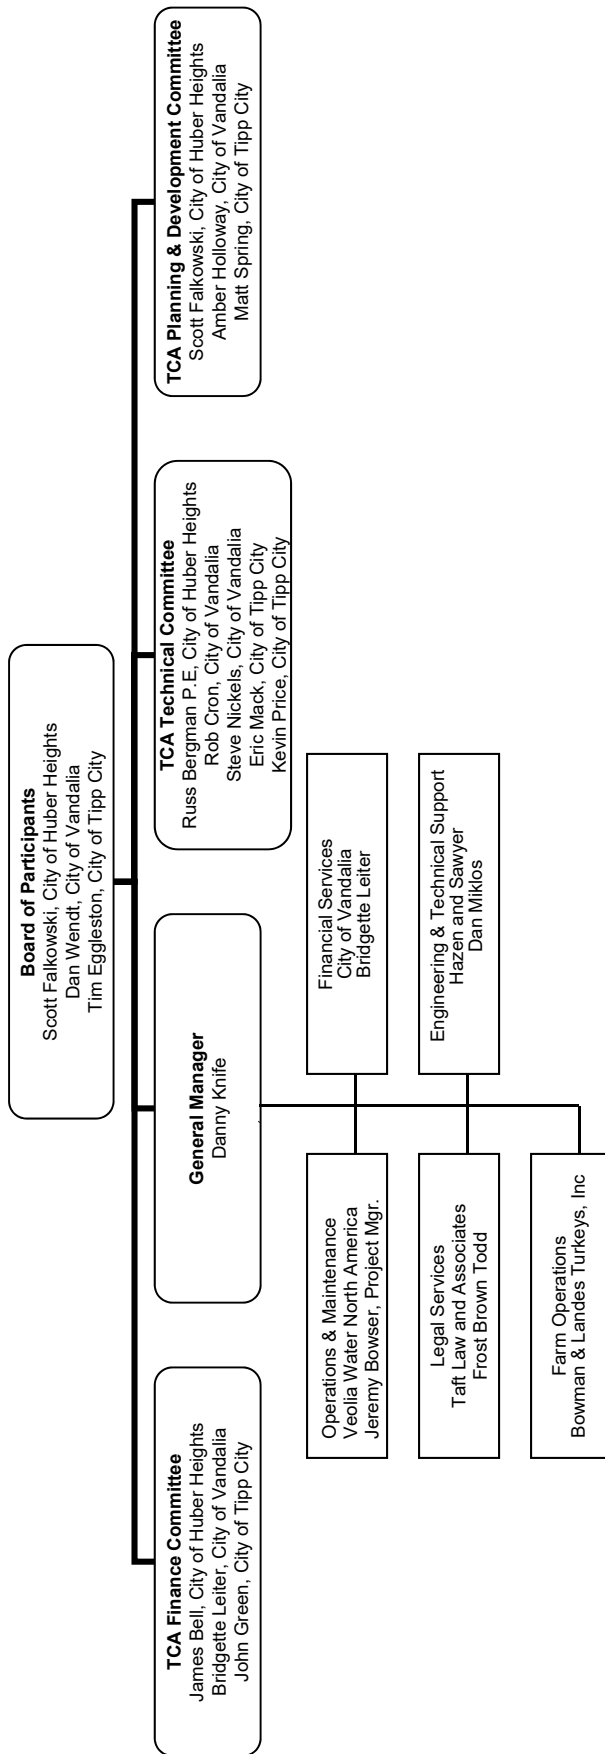 Board of Participants
Scott Falkowski, City of Huber Heights
Dan Wendt, City of Vandalia
Tim Eggleston, City of Tipp City
TCA Finance Committee
James Bell, City of Huber Heights
Bridgette Leiter, City of Vandalia
John Green, City of Tipp City
General Manager
Danny Knife
TCA Technical Committee
Russ Bergman P.E, City of Huber Heights
Rob Cron, City of Vandalia
Steve Nickels, City of Vandalia
Eric Mack, City of Tipp City
Kevin Price, City of Tipp City
TCA Planning & Development Committee
Scott Falkowski, City of Huber Heights
Amber Holloway, City of Vandalia
Matt Spring, City of Tipp City
Operations & Maintenance
Veolia Water North America
Jeremy Bowser, Project Mgr.
Financial Services
City of Vandalia
Bridgette Leiter
Legal Services
Taft Law and Associates
Frost Brown Todd
Engineering & Technical Support
Hazen and Sawyer
Dan Miklos
Farm Operations
Bowman & Landes Turkeys, Inc